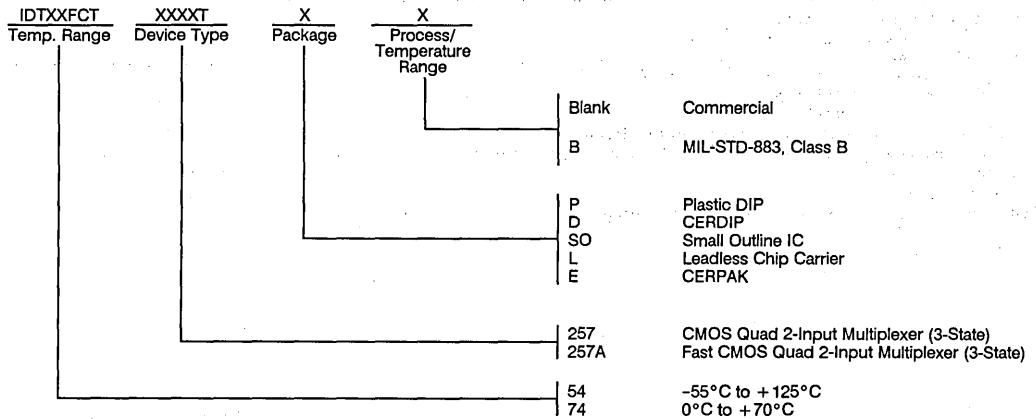 IDTXXFCT XXXXT X X
Temp. Range Device Type Package Process/
Temperature
Range
Blank Commercial
B MIL-STD-883, Class B
P Plastic DIP
D CERDIP
SO Small Outline IC
L Leadless Chip Carrier
E CERPAK
257 CMOS Quad 2-Input Multiplexer (3-State)
257A Fast CMOS Quad 2-Input Multiplexer (3-State)
54 –55°C to +125°C
74 0°C to +70°C